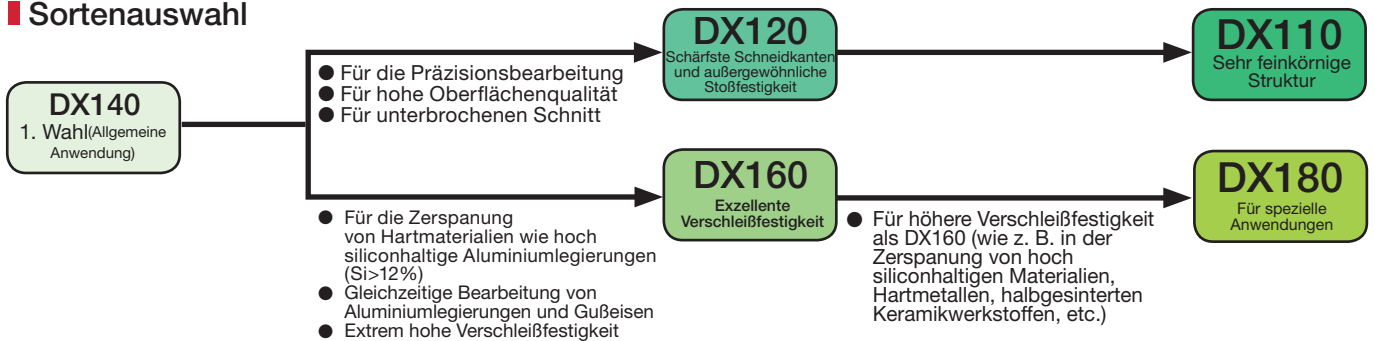 Sortenauswahl
DX140
1. Wahl(Allgemeine
Anwendung)
● Für die Präzisionsbearbeitung
● Für hohe Oberflächenqualität
● Für unterbrochenen Schnitt
DX120
Schärfste Schneidkanten
und außergewöhnliche
Stoßfestigkeit
DX110
Sehr feinkörnige
Struktur
● Für die Zerspanung
von Hartmaterialien wie hoch
siliconhaltige Aluminiumlegierungen
(Si>12%)
● Gleichzeitige Bearbeitung von
Aluminiumlegierungen und Gußeisen
● Extrem hohe Verschleißfestigkeit
DX160
Exzellente
Verschleißfestigkeit
● Für höhere Verschleißfestigkeit
als DX160 (wie z. B. in der
Zerspanung von hoch
siliconhaltigen Materialien,
Hartmetallen, halbgesinterten
Keramikwerkstoffen, etc.)
DX180
Für spezielle
Anwendungen